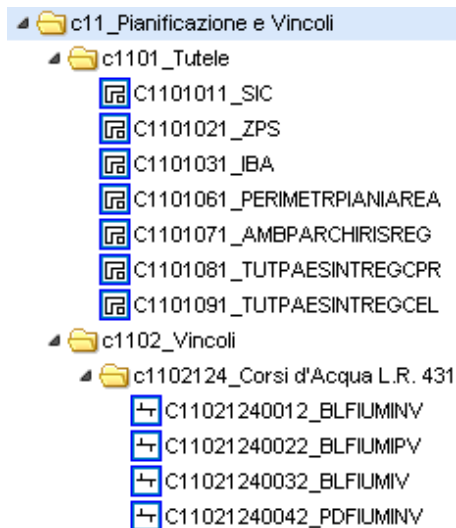 c11_Pianificazione e Vincoli
c1101_Tutele
C1101011_SIC
C1101021_ZPS
C1101031_IBA
C1101061_PERIMETRPIANIAREA
C1101071_AMBPARCHIRISREG
C1101081_TUTPAESINTREGCPR
C1101091_TUTPAESINTREGCEL
c1102_Vincoli
c1102124_Corsi d'Acqua L.R. 431
C11021240012_BLFIUMINV
C11021240022_BLFIUMIPV
C11021240032_BLFIUMIV
C11021240042_PDFIUMINV